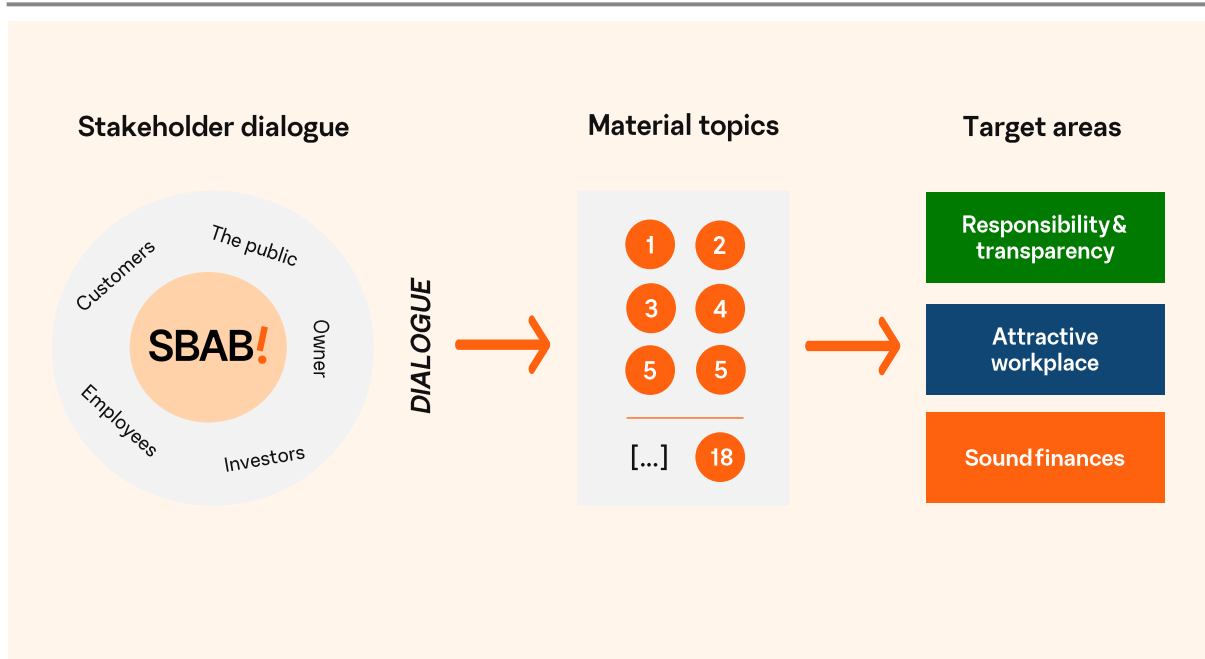 Stakeholder dialogue
Customers
The public
Owner
Investors
Employees
SBAB!
DIALOGUE
Material topics
1 2
3 4
5 5
[...] 18
Target areas
Responsibility &
transparency
Attractive
workplace
Sound finances